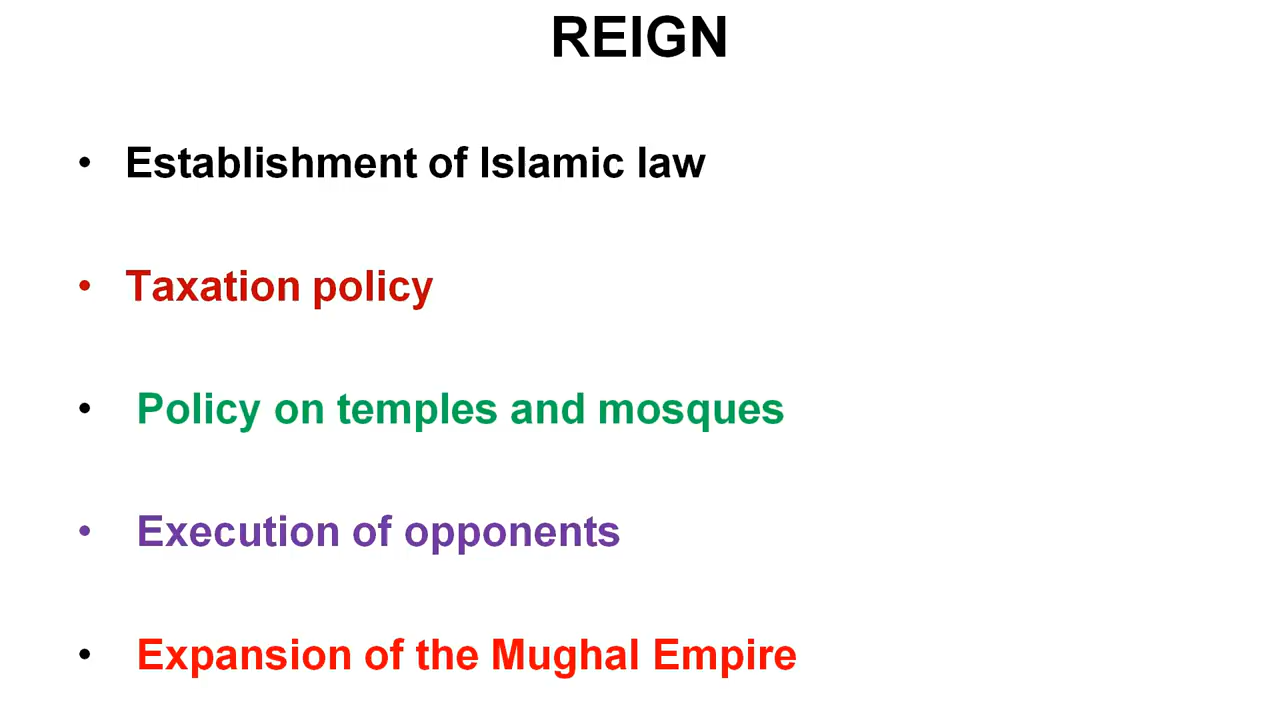 REIGN
• Establishment of Islamic law
• Taxation policy
• Policy on temples and mosques
• Execution of opponents
• Expansion of the Mughal Empire